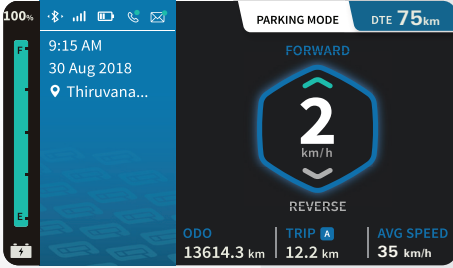 100%
F
E
9:15 AM
30 Aug 2018
Thiruvana...
PARKING MODE
DTE 75km
FORWARD
2
km/h
REVERSE
ODO
13614.3 km
TRIP A
12.2 km
AVG SPEED
35 km/h